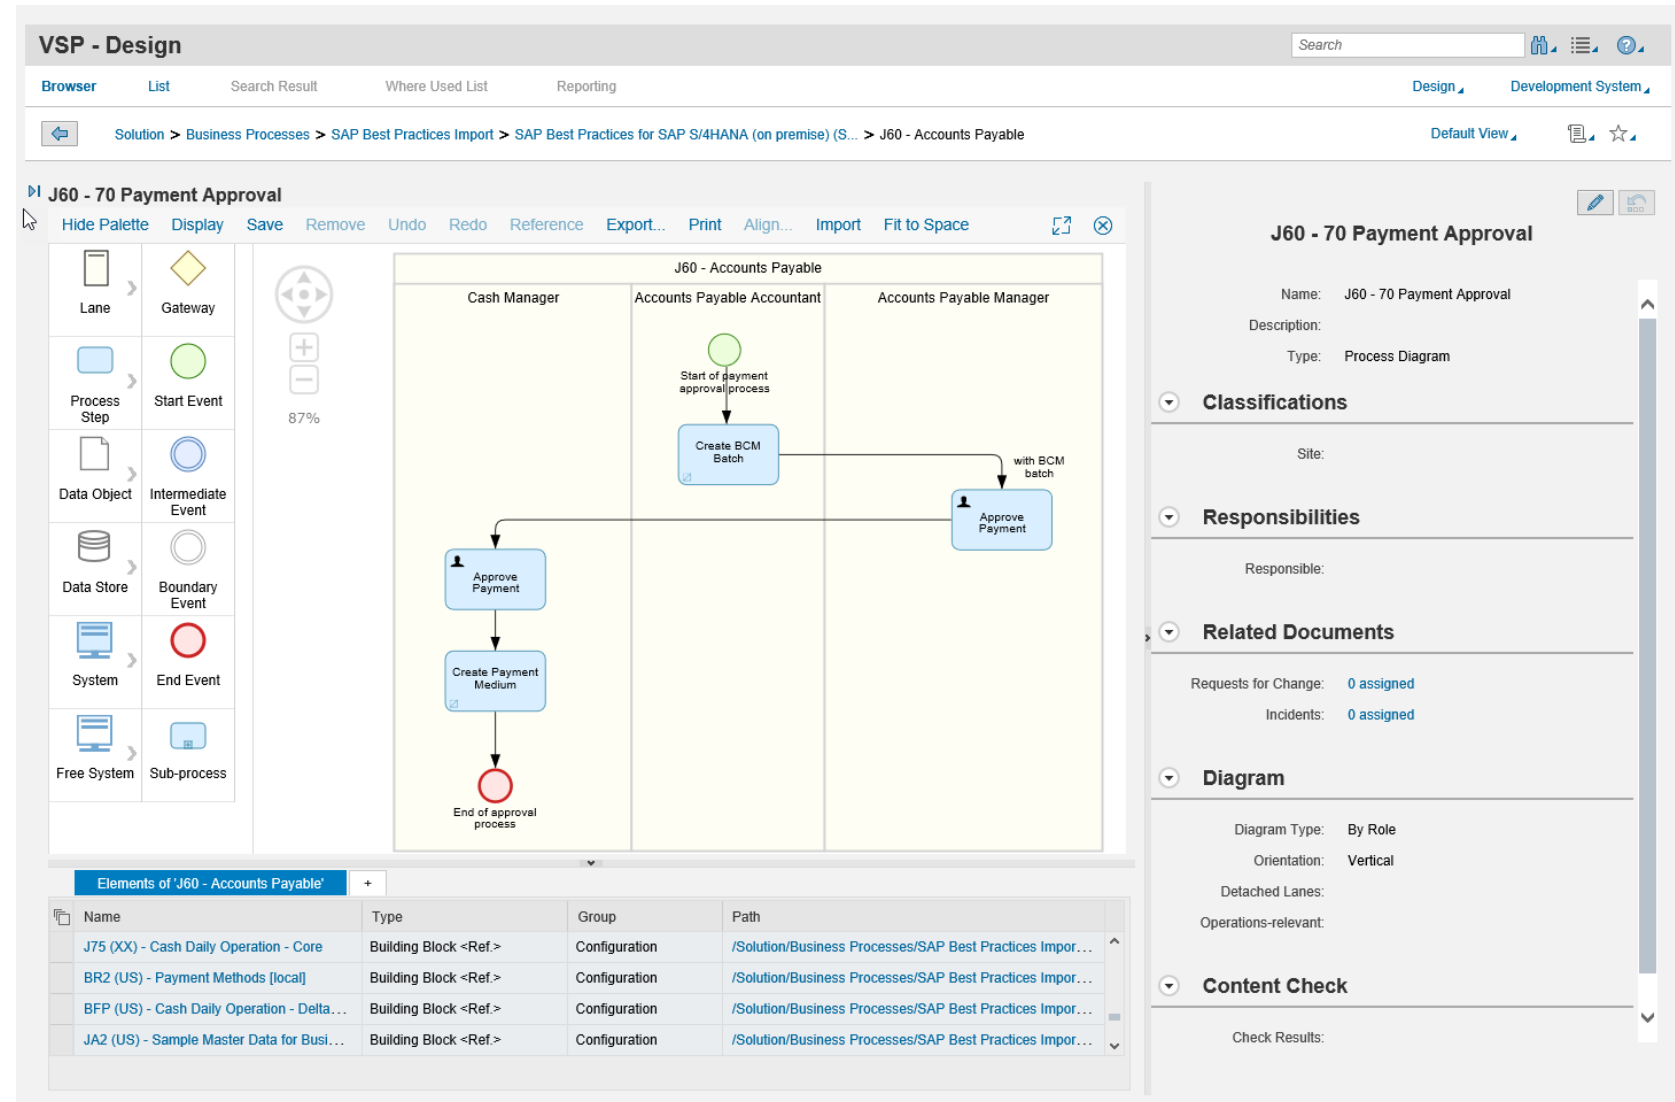 VSP - Design
Search
Browser List Search Result Where Used List Reporting Design Development System
Solution > Business Processes > SAP Best Practices Import > SAP Best Practices for SAP S/4HANA (on premise) (S... > J60 - Accounts Payable
Default View
J60 - 70 Payment Approval
Hide Palette Display Save Remove Undo Redo Reference Export... Print Align... Import Fit to Space
Lane
Gateway
Process
Step
Start Event
Data Object
Intermediate
Event
Data Store
Boundary
Event
System
End Event
Free System
Sub-process
87%
J60 - Accounts Payable
Cash Manager
Accounts Payable Accountant
Accounts Payable Manager
Start of payment
approval process
Create BCM
Batch
with BCM
batch
Approve
Payment
Approve
Payment
Create Payment
Medium
End of approval
process
Elements of 'J60 - Accounts Payable' +
Name Type Group Path
J75 (XX) - Cash Daily Operation - Core Building Block <Ref.> Configuration /Solution/Business Processes/SAP Best Practices Impor...
BR2 (US) - Payment Methods [local] Building Block <Ref.> Configuration /Solution/Business Processes/SAP Best Practices Impor...
BFP (US) - Cash Daily Operation - Delta... Building Block <Ref.> Configuration /Solution/Business Processes/SAP Best Practices Impor...
JA2 (US) - Sample Master Data for Busi... Building Block <Ref.> Configuration /Solution/Business Processes/SAP Best Practices Impor...
J60 - 70 Payment Approval
Name: J60 - 70 Payment Approval
Description:
Type: Process Diagram
Classifications
Site:
Responsibilities
Responsible:
Related Documents
Requests for Change: 0 assigned
Incidents: 0 assigned
Diagram
Diagram Type: By Role
Orientation: Vertical
Detached Lanes:
Operations-relevant:
Content Check
Check Results: